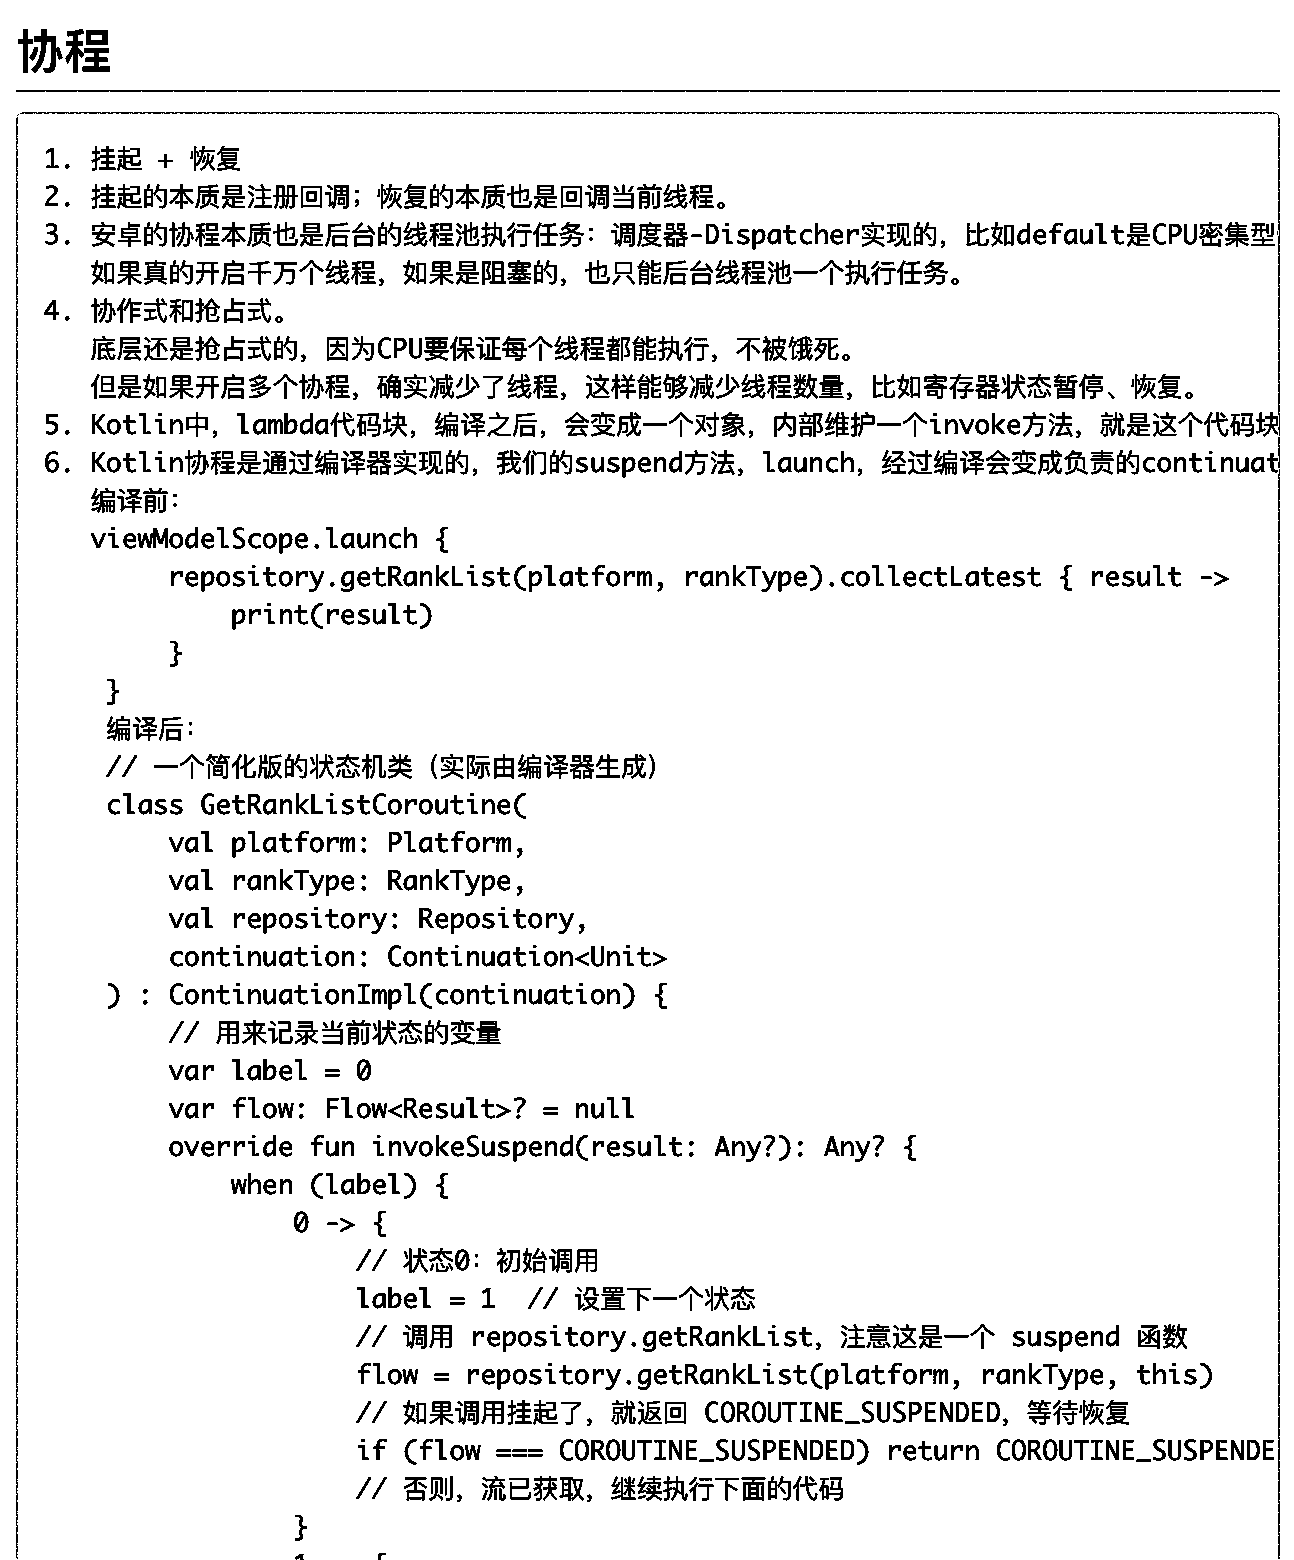 协程
1. 挂起 + 恢复
2. 挂起的本质是注册回调；恢复的本质也是回调当前线程。
3. 安卓的协程本质也是后台的线程池执行任务：调度器-Dispatcher实现的，比如default是CPU密集型
如果真的开启千万个线程，如果是阻塞的，也只能后台线程池一个执行任务。
4. 协作式和抢占式。
底层还是抢占式的，因为CPU要保证每个线程都能执行，不被饿死。
但是如果开启多个协程，确实减少了线程，这样能够减少线程数量，比如寄存器状态暂停、恢复。
5. Kotlin中，lambda代码块，编译之后，会变成一个对象，内部维护一个invoke方法，就是这个代码块
6. Kotlin协程是通过编译器实现的，我们的suspend方法，launch，经过编译会变成负责的continuat
编译前：
viewModelScope.launch {
repository.getRankList(platform, rankType).collectLatest { result ->
print(result)
}
}
编译后：
// 一个简化版的状态机类（实际由编译器生成）
class GetRankListCoroutine(
val platform: Platform,
val rankType: RankType,
val repository: Repository,
continuation: Continuation<Unit>
) : ContinuationImpl(continuation) {
// 用来记录当前状态的变量
var label = 0
var flow: Flow<Result>? = null
override fun invokeSuspend(result: Any?): Any? {
when (label) {
0 -> {
// 状态0：初始调用
label = 1  // 设置下一个状态
// 调用 repository.getRankList，注意这是一个 suspend 函数
flow = repository.getRankList(platform, rankType, this)
// 如果调用挂起了，就返回 COROUTINE_SUSPENDED，等待恢复
if (flow === COROUTINE_SUSPENDED) return COROUTINE_SUSPENDE
// 否则，流已获取，继续执行下面的代码
}